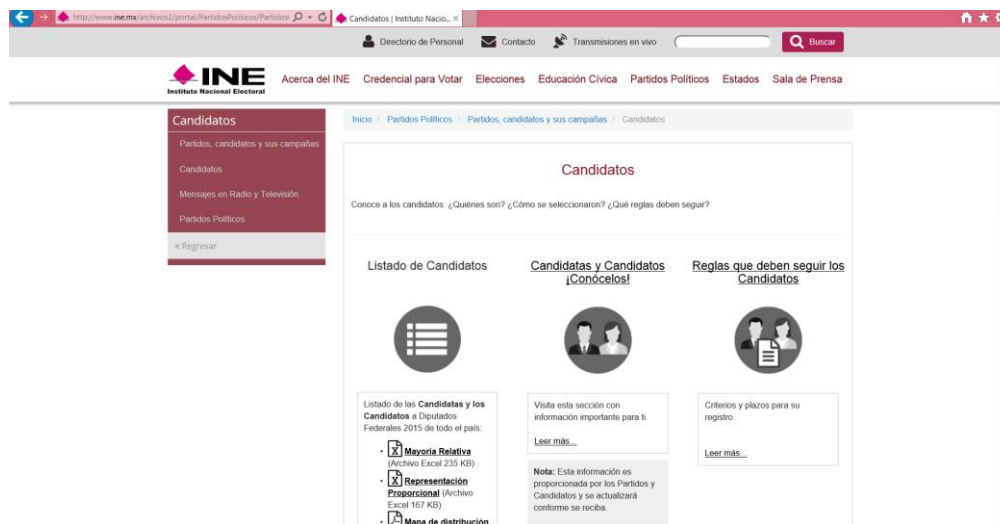 http://www.ine.mx/archivos2/portal/PartidosPoliticos/Partidos
Candidatos | Instituto Nacio...
Directorio de Personal
Contacto
Transmisiones en vivo
Buscar
INE
Instituto Nacional Electoral
Acerca del INE
Credencial para Votar
Elecciones
Educación Cívica
Partidos Políticos
Estados
Sala de Prensa
Candidatos
Partidos, candidatos y sus campañas
Candidatos
Mensajes en Radio y Televisión
Partidos Políticos
« Regresar
Inicio / Partidos Políticos / Partidos, candidatos y sus campañas / Candidatos
Candidatos
Conoce a los candidatos: ¿Quiénes son? ¿Cómo se seleccionaron? ¿Qué reglas deben seguir?
Listado de Candidatos
Listado de las Candidatas y los
Candidatos a Diputados
Federales 2015 de todo el país:
Mayoría Relativa
(Archivo Excel 235 KB)
Representación
Proporcional (Archivo
Excel 167 KB)
Mapa de distribución
Candidatas y Candidatos
¡Conócelos!
Visita esta sección con
información importante para ti.
Leer más...
Nota: Esta información es
proporcionada por los Partidos y
Candidatos y se actualizará
conforme se reciba.
Reglas que deben seguir los
Candidatos
Criterios y plazos para su
registro.
Leer más...